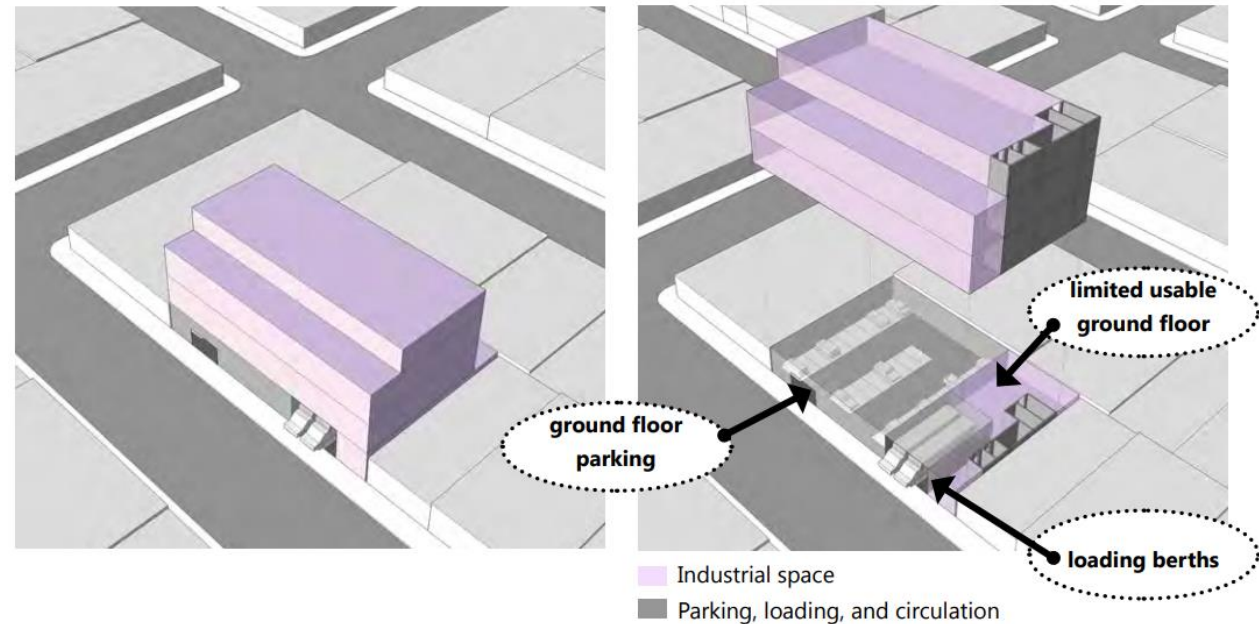 limited usable
ground floor
ground floor
parking
loading berths
Industrial space
Parking, loading, and circulation